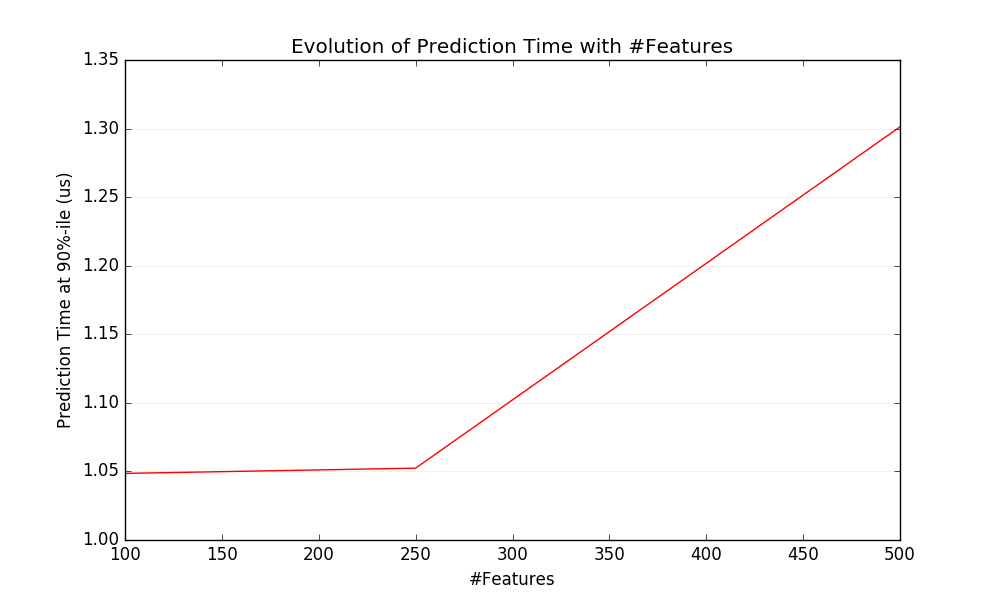 Evolution of Prediction Time with #Features
Prediction Time at 90%-ile (us)
1.35
1.30
1.25
1.20
1.15
1.10
1.05
1.00
100 150 200 250 300 350 400 450 500
#Features